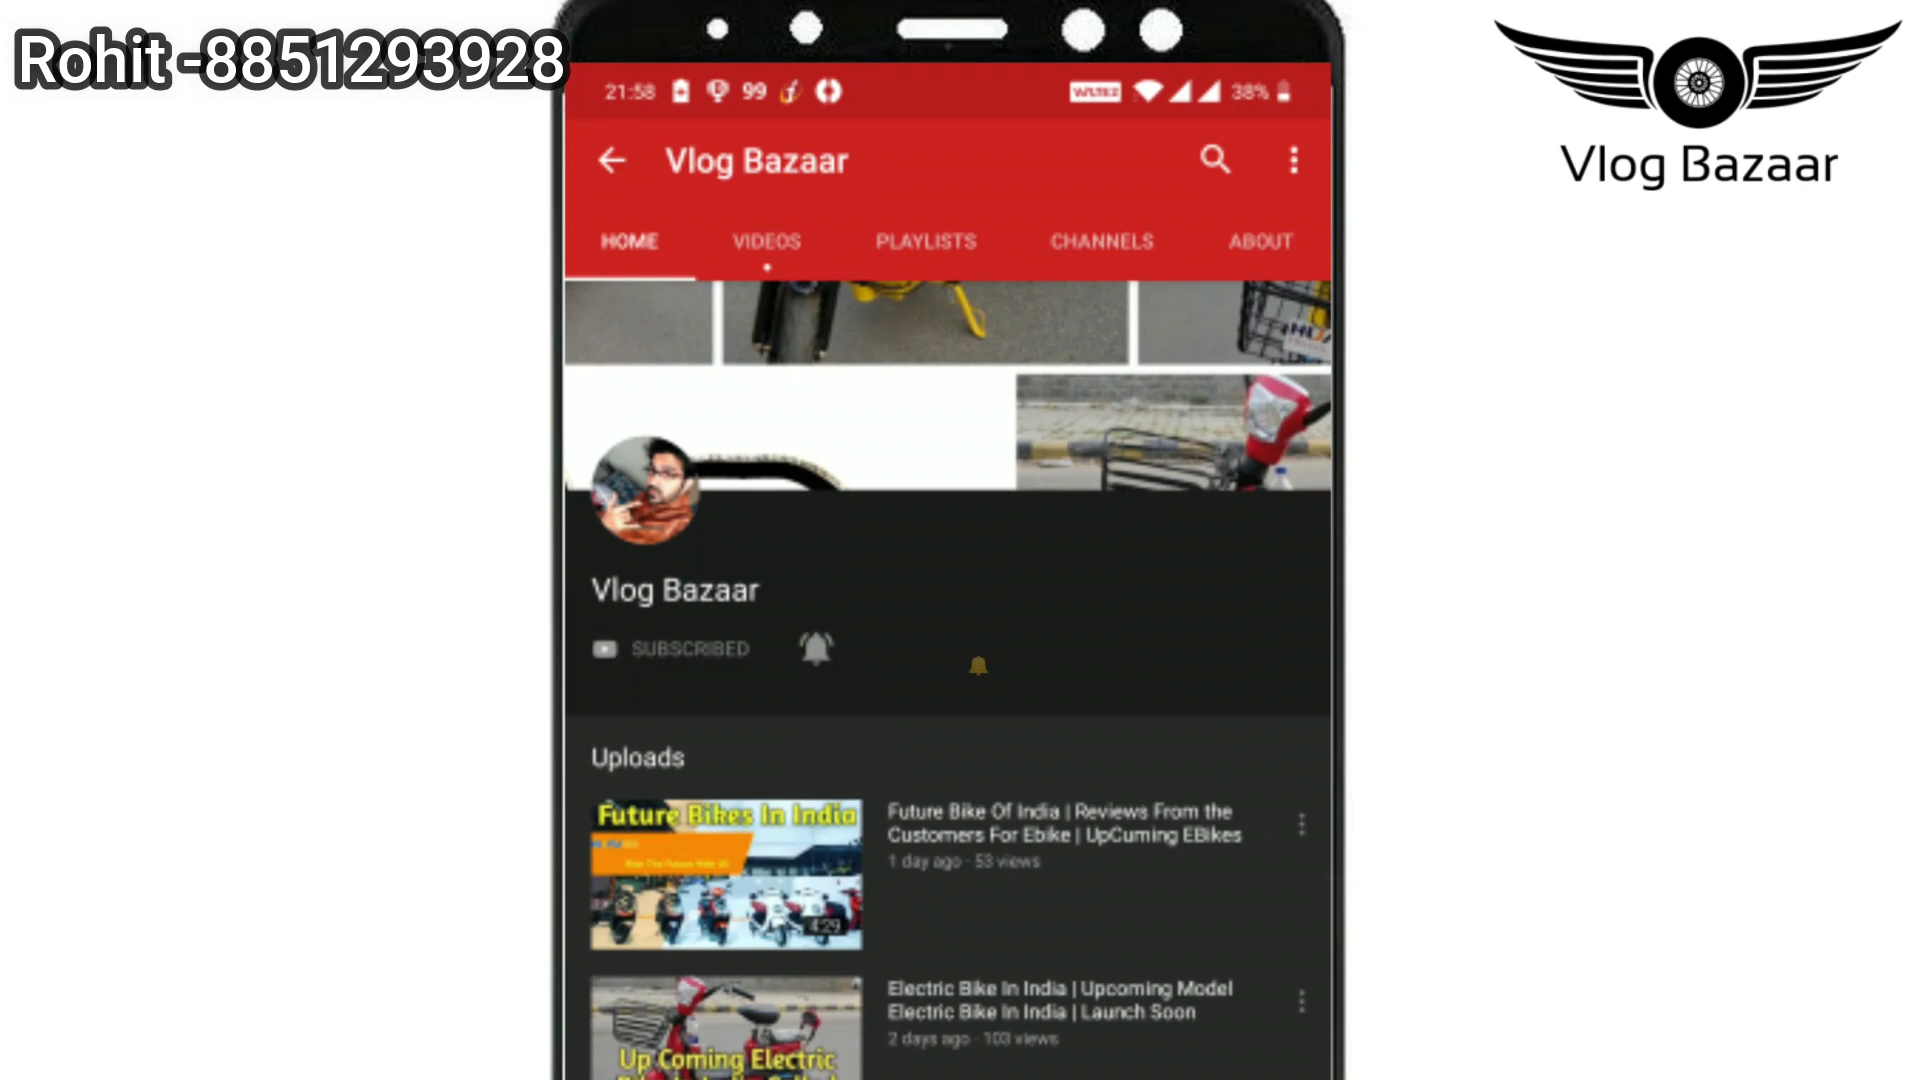 Rohit -8851293928
21:58 99 38%
Vlog Bazaar
Vlog Bazaar
HOME VIDEOS PLAYLISTS CHANNELS ABOUT
Vlog Bazaar
SUBSCRIBED
Uploads
Future Bikes In India
4:29
Future Bike Of India | Reviews From the
Customers For Ebike | UpCuming EBikes
1 day ago · 53 views
Up Coming Electric
Electric Bike In India | Upcoming Model
Electric Bike In India | Launch Soon
2 days ago · 103 views